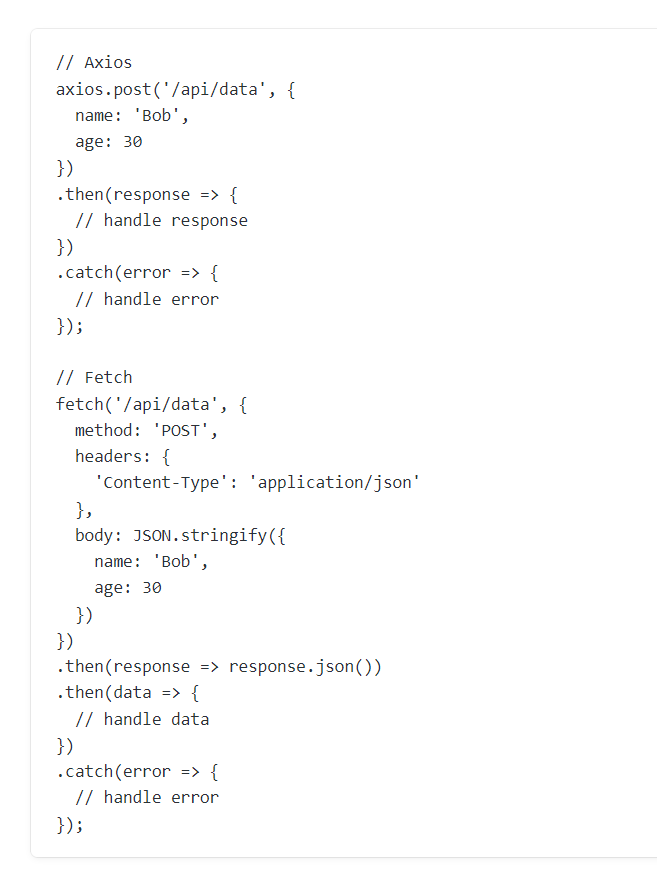 // Axios
axios.post('/api/data', {
  name: 'Bob',
  age: 30
})
.then(response => {
  // handle response
})
.catch(error => {
  // handle error
});

// Fetch
fetch('/api/data', {
  method: 'POST',
  headers: {
    'Content-Type': 'application/json'
  },
  body: JSON.stringify({
    name: 'Bob',
    age: 30
  })
})
.then(response => response.json())
.then(data => {
  // handle data
})
.catch(error => {
  // handle error
});